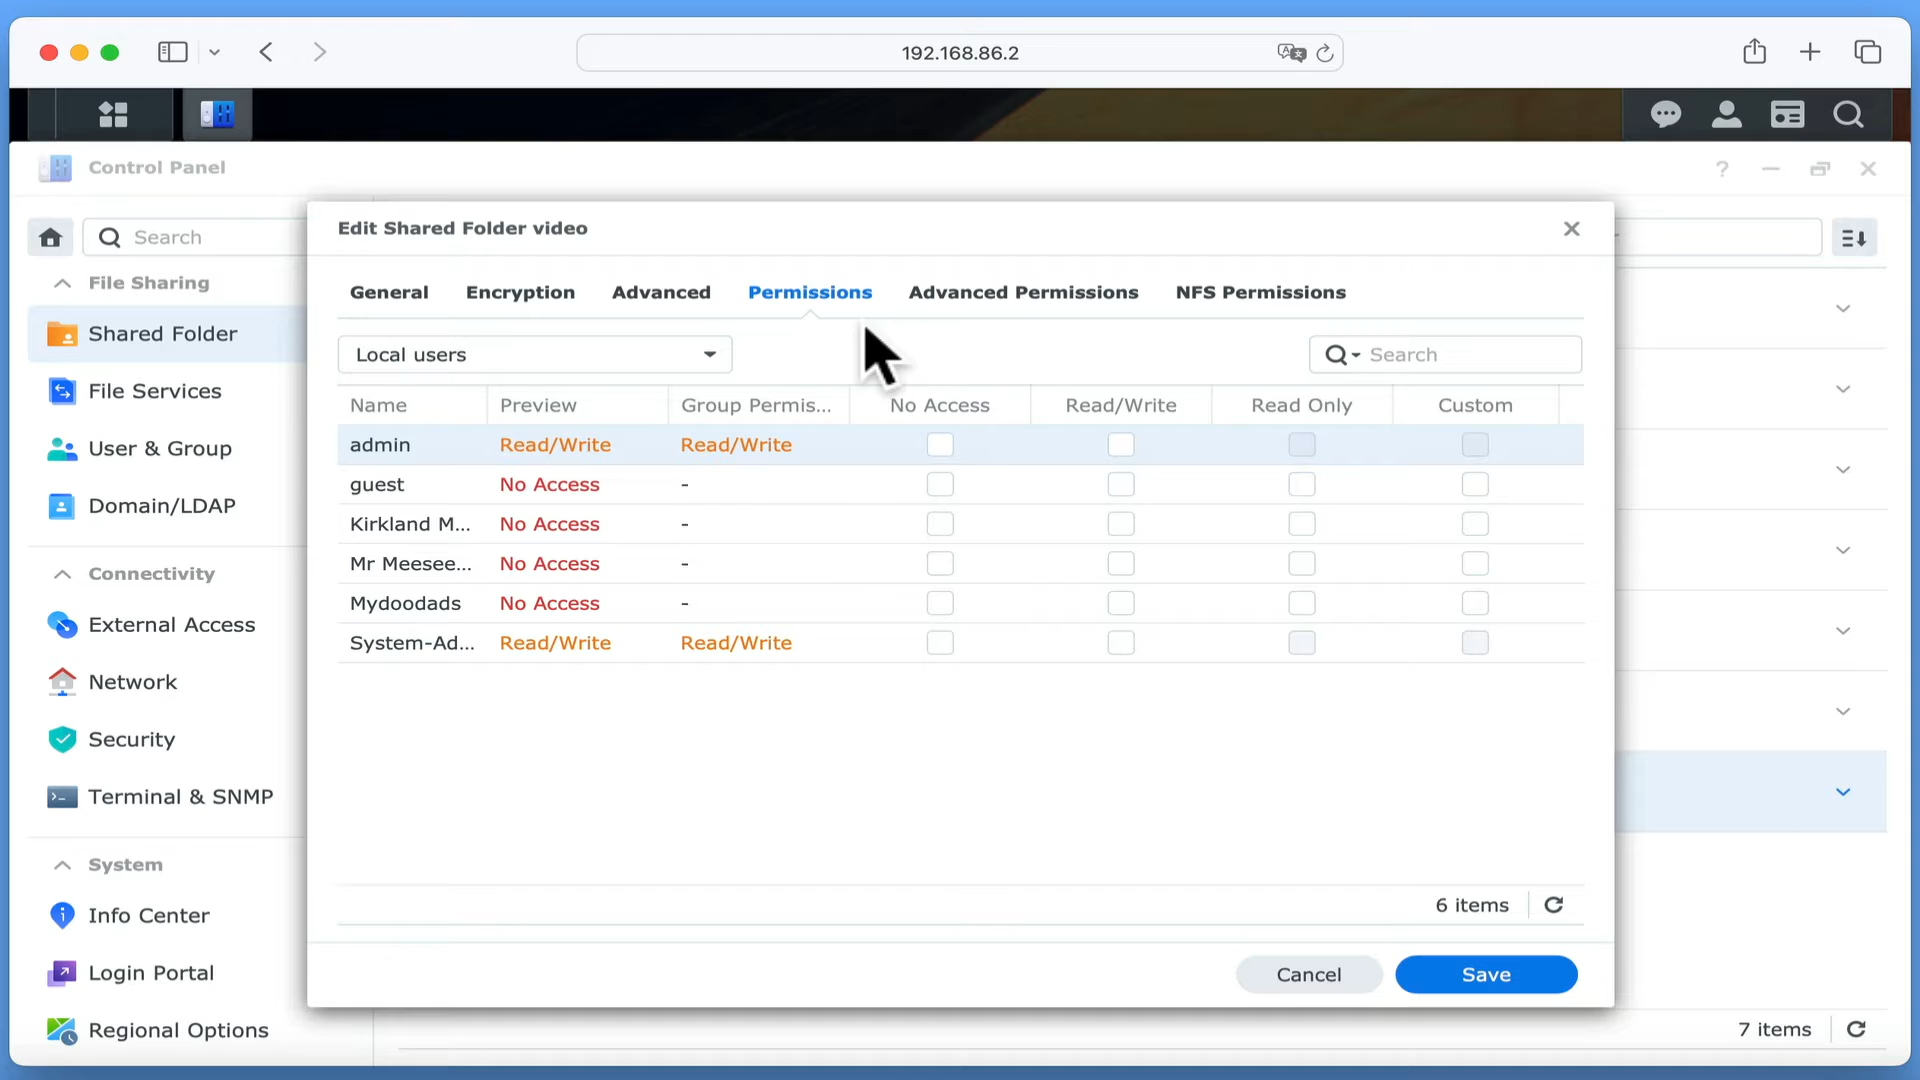 192.168.86.2
Control Panel
Search
File Sharing
Shared Folder
File Services
User & Group
Domain/LDAP
Connectivity
External Access
Network
Security
Terminal & SNMP
System
Info Center
Login Portal
Regional Options
Edit Shared Folder video
General Encryption Advanced Permissions Advanced Permissions NFS Permissions
Local users Search
Name Preview Group Permis... No Access Read/Write Read Only Custom
admin Read/Write Read/Write
guest No Access -
Kirkland M... No Access -
Mr Meesee... No Access -
Mydoodads No Access -
System-Ad... Read/Write Read/Write
6 items
Cancel Save
7 items